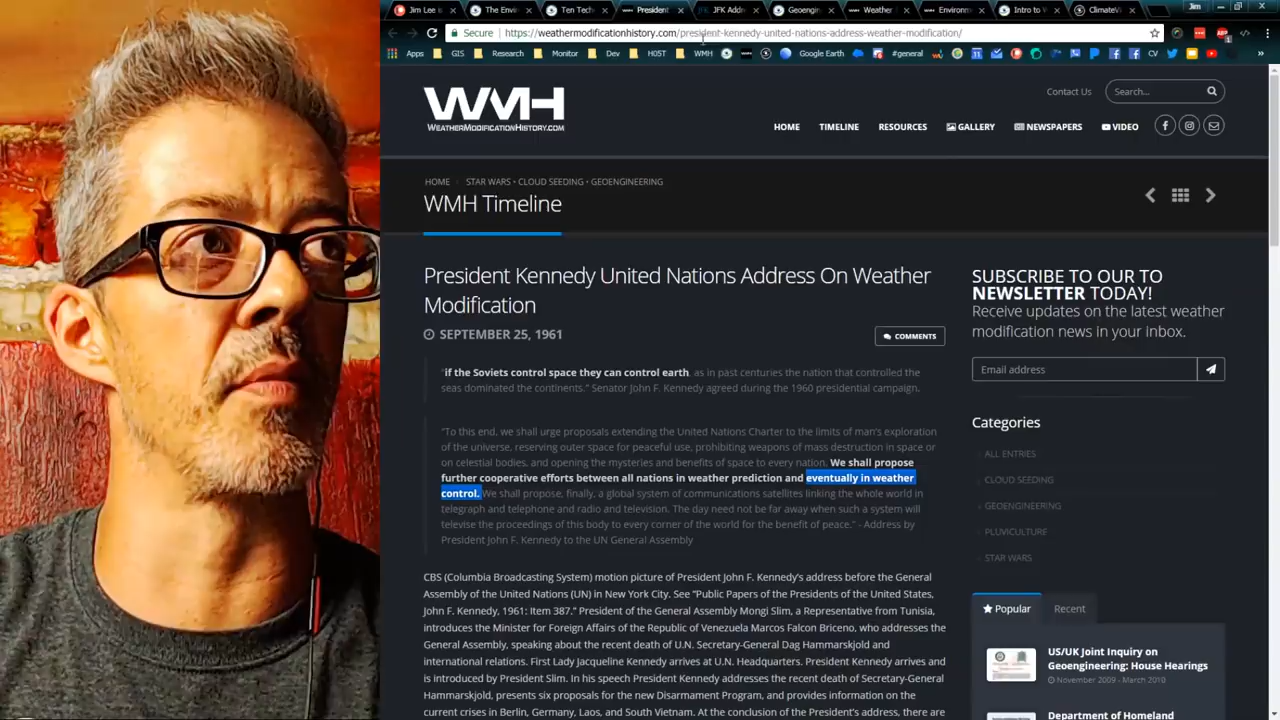 Jim Lee is
The Envir
Ten Tech
President
JFK Addr
Geoengin
Weather
Environm
Intro to W
ClimateV
Jim
Secure
https://weathermodificationhistory.com/president-kennedy-united-nations-address-weather-modification/
Apps
GIS
Research
Monitor
Dev
HOST
WMH
Google Earth
#general
CV
WMH
WEATHERMODIFICATIONHISTORY.COM
Contact Us
Search...
HOME
TIMELINE
RESOURCES
GALLERY
NEWSPAPERS
VIDEO
HOME
STAR WARS • CLOUD SEEDING • GEOENGINEERING
WMH Timeline
President Kennedy United Nations Address On Weather
Modification
SEPTEMBER 25, 1961
COMMENTS
"if the Soviets control space they can control earth, as in past centuries the nation that controlled the
seas dominated the continents." Senator John F. Kennedy agreed during the 1960 presidential campaign.
"To this end, we shall urge proposals extending the United Nations Charter to the limits of man's exploration
of the universe, reserving outer space for peaceful use, prohibiting weapons of mass destruction in space or
on celestial bodies, and opening the mysteries and benefits of space to every nation. We shall propose
further cooperative efforts between all nations in weather prediction and eventually in weather
control. We shall propose, finally, a global system of communications satellites linking the whole world in
telegraph and telephone and radio and television. The day need not be far away when such a system will
televise the proceedings of this body to every corner of the world for the benefit of peace." - Address by
President John F. Kennedy to the UN General Assembly
CBS (Columbia Broadcasting System) motion picture of President John F. Kennedy's address before the General
Assembly of the United Nations (UN) in New York City. See "Public Papers of the Presidents of the United States,
John F. Kennedy, 1961: Item 387." President of the General Assembly Mongi Slim, a Representative from Tunisia,
introduces the Minister for Foreign Affairs of the Republic of Venezuela Marcos Falcon Briceno, who addresses the
General Assembly, speaking about the recent death of U.N. Secretary-General Dag Hammarskjold and
international relations. First Lady Jacqueline Kennedy arrives at U.N. Headquarters. President Kennedy arrives and
is introduced by President Slim. In his speech President Kennedy addresses the recent death of Secretary-General
Hammarskjold, presents six proposals for the new Disarmament Program, and provides information on the
current crises in Berlin, Germany, Laos, and South Vietnam. At the conclusion of the President's address, there are
SUBSCRIBE TO OUR TO
NEWSLETTER TODAY!
Receive updates on the latest weather
modification news in your inbox.
Email address
Categories
ALL ENTRIES
CLOUD SEEDING
GEOENGINEERING
PLUVICULTURE
STAR WARS
Popular
Recent
US/UK Joint Inquiry on
Geoengineering: House Hearings
November 2009 - March 2010
Department of Homeland